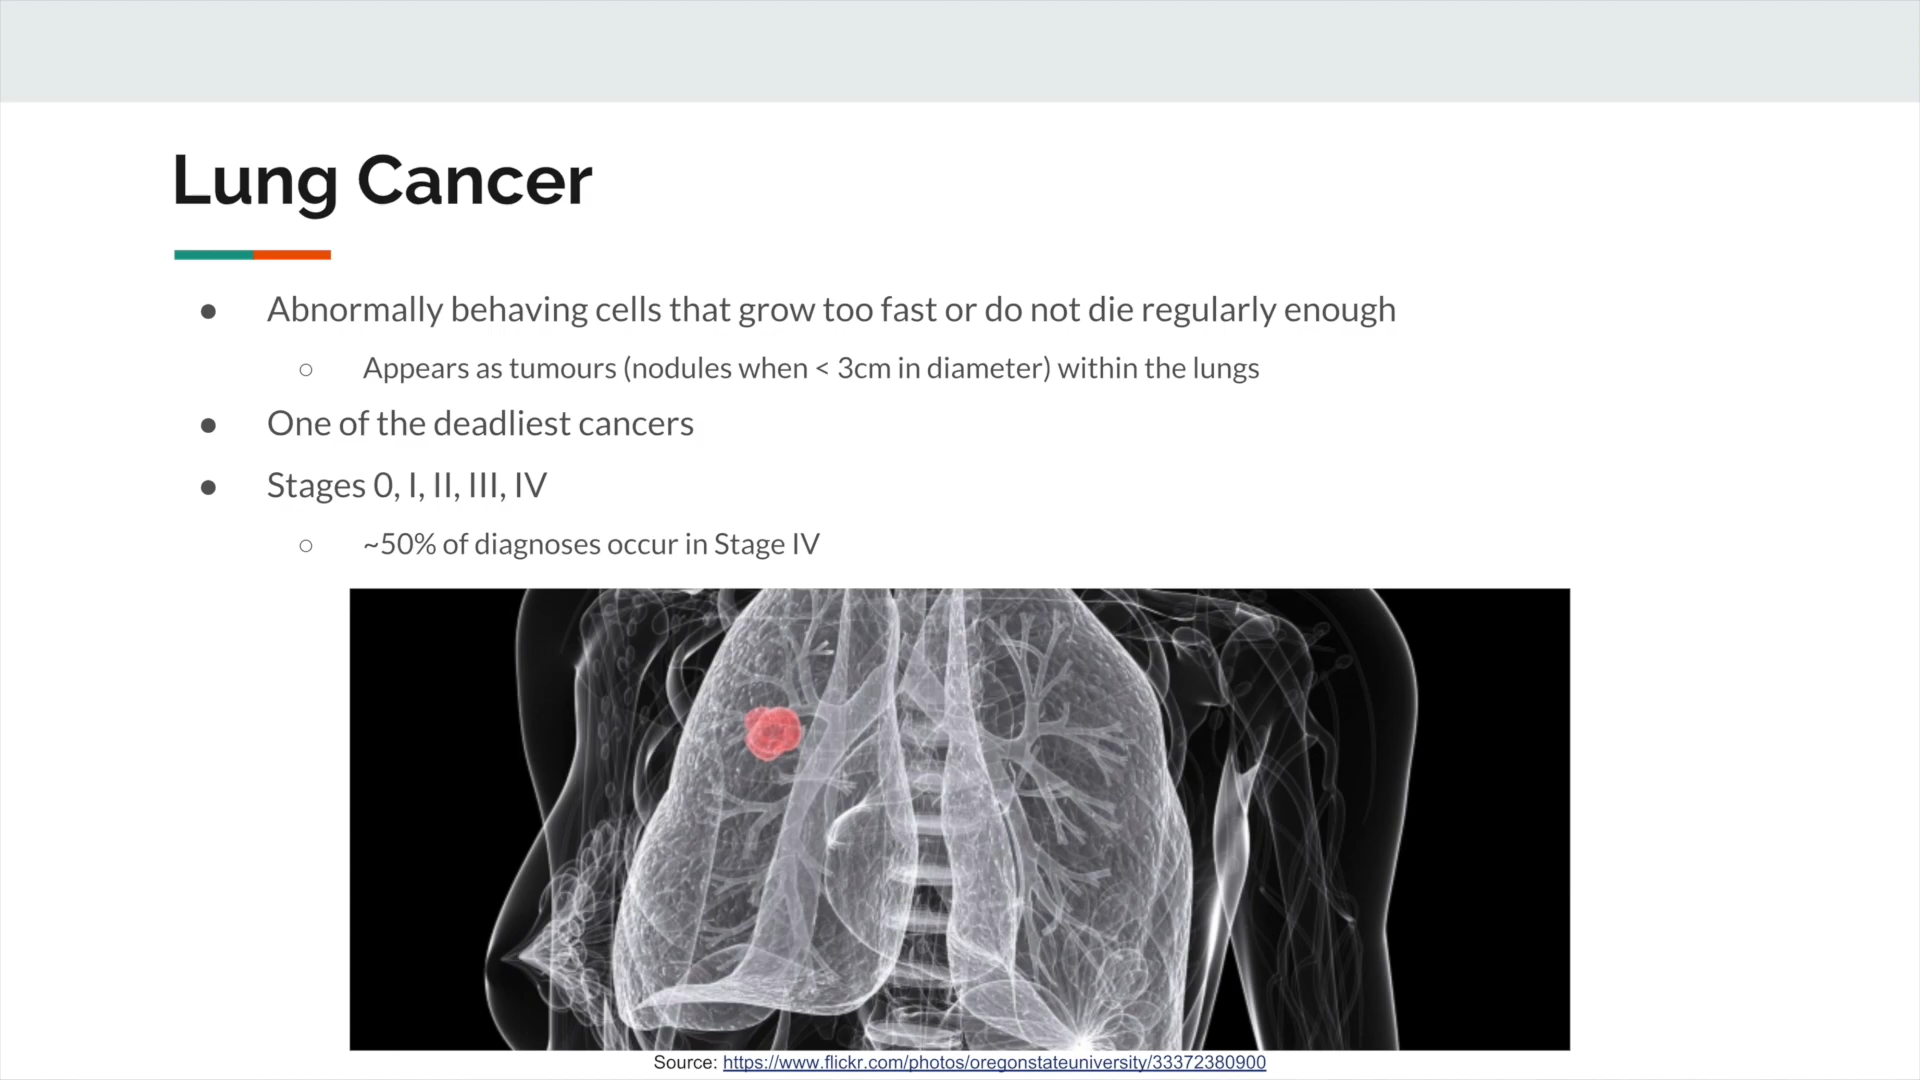 Lung Cancer
● Abnormally behaving cells that grow too fast or do not die regularly enough
○ Appears as tumours (nodules when < 3cm in diameter) within the lungs
● One of the deadliest cancers
● Stages 0, I, II, III, IV
○ ~50% of diagnoses occur in Stage IV
Source: https://www.flickr.com/photos/oregonstateuniversity/33372380900